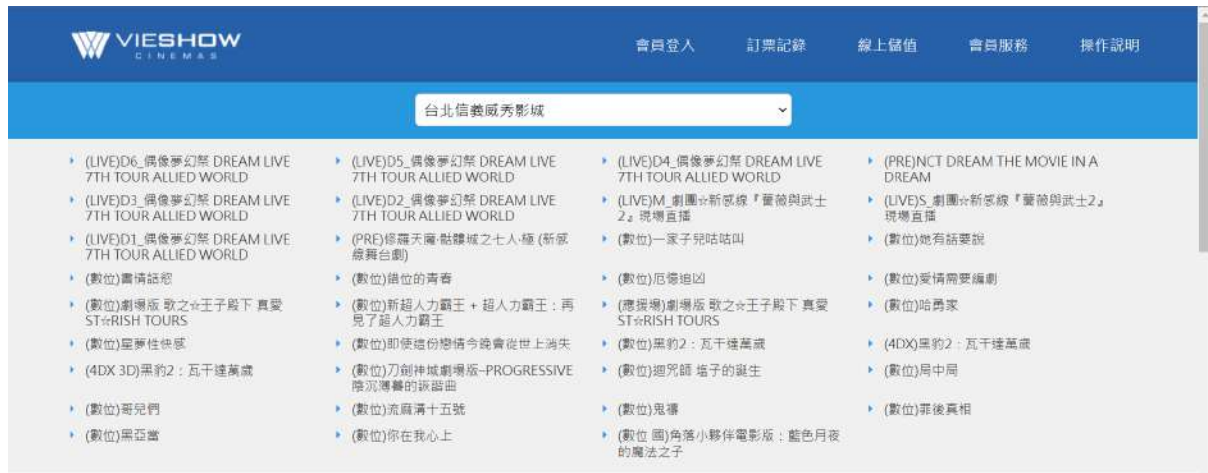 VIESHOW
CINEMAS
會員登入
訂票記錄
線上儲值
會員服務
操作說明
台北信義威秀影城
(LIVE)D6_偶像夢幻祭 DREAM LIVE
7TH TOUR ALLIED WORLD
(LIVE)D5_偶像夢幻祭 DREAM LIVE
7TH TOUR ALLIED WORLD
(LIVE)D4_偶像夢幻祭 DREAM LIVE
7TH TOUR ALLIED WORLD
(PRE)NCT DREAM THE MOVIE IN A
DREAM
(LIVE)D3_偶像夢幻祭 DREAM LIVE
7TH TOUR ALLIED WORLD
(LIVE)D2_偶像夢幻祭 DREAM LIVE
7TH TOUR ALLIED WORLD
(LIVE)M_劇團☆新感線『薔薇與武士
2』現場直播
(LIVE)S_劇團☆新感線『薔薇與武士2』
現場直播
(LIVE)D1_偶像夢幻祭 DREAM LIVE
7TH TOUR ALLIED WORLD
(PRE)修羅天魔-骷髏城之七人‧極 (新感
線舞台劇)
(數位)一家子兒咕咕叫
(數位)她有話要說
(數位)書情話慾
(數位)錯位的青春
(數位)厄憶追凶
(數位)愛情需要編劇
(數位)劇場版 歌之☆王子殿下 真愛
ST☆RISH TOURS
(數位)新超人力霸王 + 超人力霸王：再
見了超人力霸王
(應援場)劇場版 歌之☆王子殿下 真愛
ST☆RISH TOURS
(數位)哈勇家
(數位)星夢性快感
(數位)即使這份戀情今晚會從世上消失
(數位)黑豹2：瓦干達萬歲
(4DX)黑豹2：瓦干達萬歲
(4DX 3D)黑豹2：瓦干達萬歲
(數位)刀劍神域劇場版-PROGRESSIVE
陰沉薄暮的詼諧曲
(數位)迴咒師 塩子的誕生
(數位)局中局
(數位)哥兒們
(數位)流麻溝十五號
(數位)鬼禱
(數位)罪後真相
(數位)黑亞當
(數位)你在我心上
(數位 國)角落小夥伴電影版：藍色月夜
的魔法之子